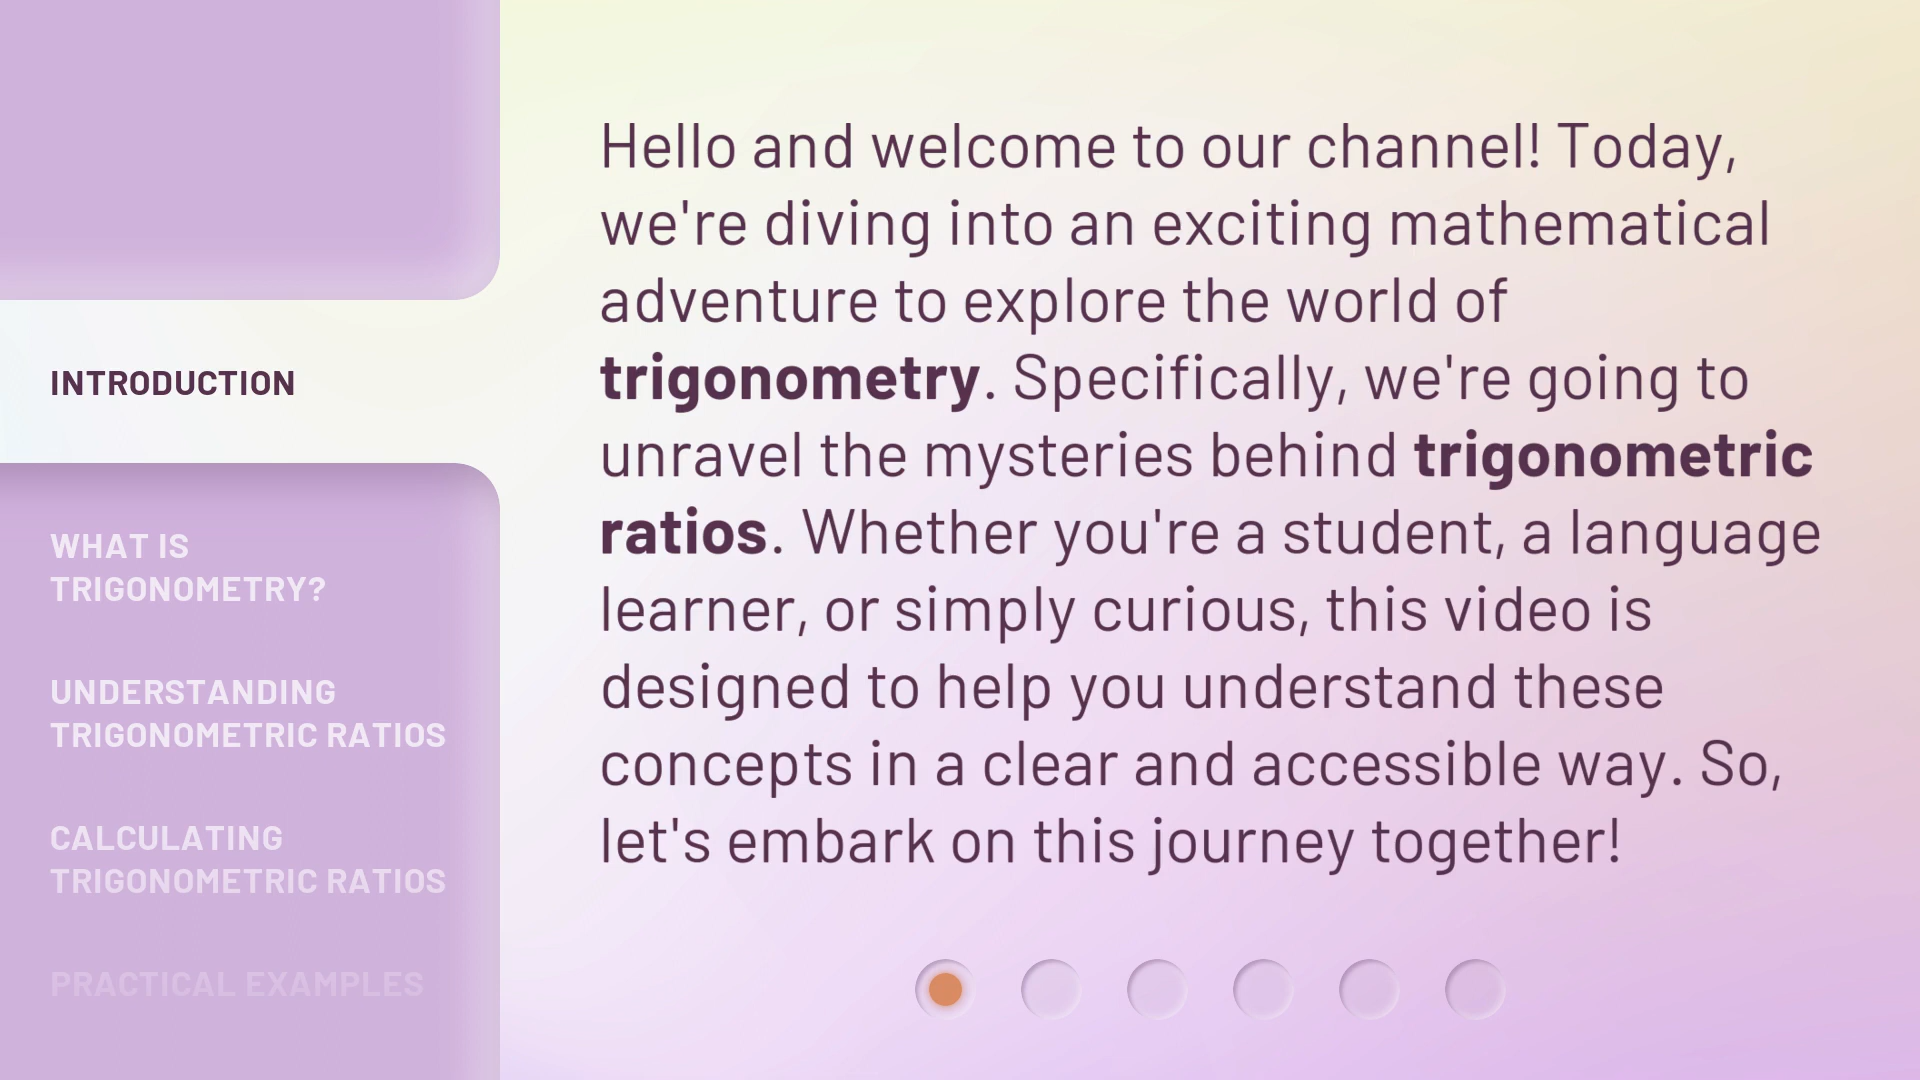 INTRODUCTION
WHAT IS
TRIGONOMETRY?
UNDERSTANDING
TRIGONOMETRIC RATIOS
CALCULATING
TRIGONOMETRIC RATIOS
PRACTICAL EXAMPLES
Hello and welcome to our channel! Today,
we're diving into an exciting mathematical
adventure to explore the world of
trigonometry. Specifically, we're going to
unravel the mysteries behind trigonometric
ratios. Whether you're a student, a language
learner, or simply curious, this video is
designed to help you understand these
concepts in a clear and accessible way. So,
let's embark on this journey together!